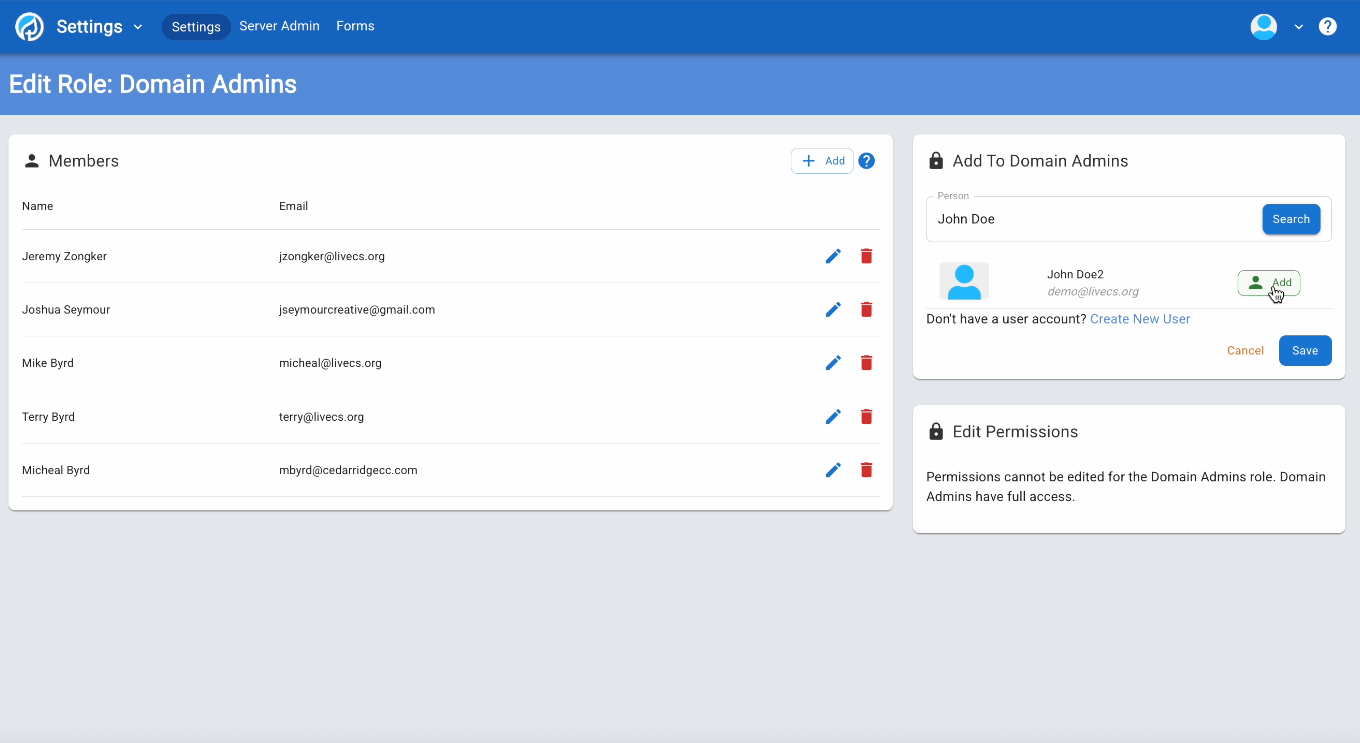 Settings
Settings
Server Admin
Forms
?
Edit Role: Domain Admins
Members
+ Add
?
Name
Email
Jeremy Zongker
jzongker@livecs.org
Joshua Seymour
jseymourcreative@gmail.com
Mike Byrd
micheal@livecs.org
Terry Byrd
terry@livecs.org
Micheal Byrd
mbyrd@cedarridgecc.com
Add To Domain Admins
Person
John Doe
Search
John Doe2
demo@livecs.org
Add
Don't have a user account? Create New User
Cancel
Save
Edit Permissions
Permissions cannot be edited for the Domain Admins role. Domain
Admins have full access.